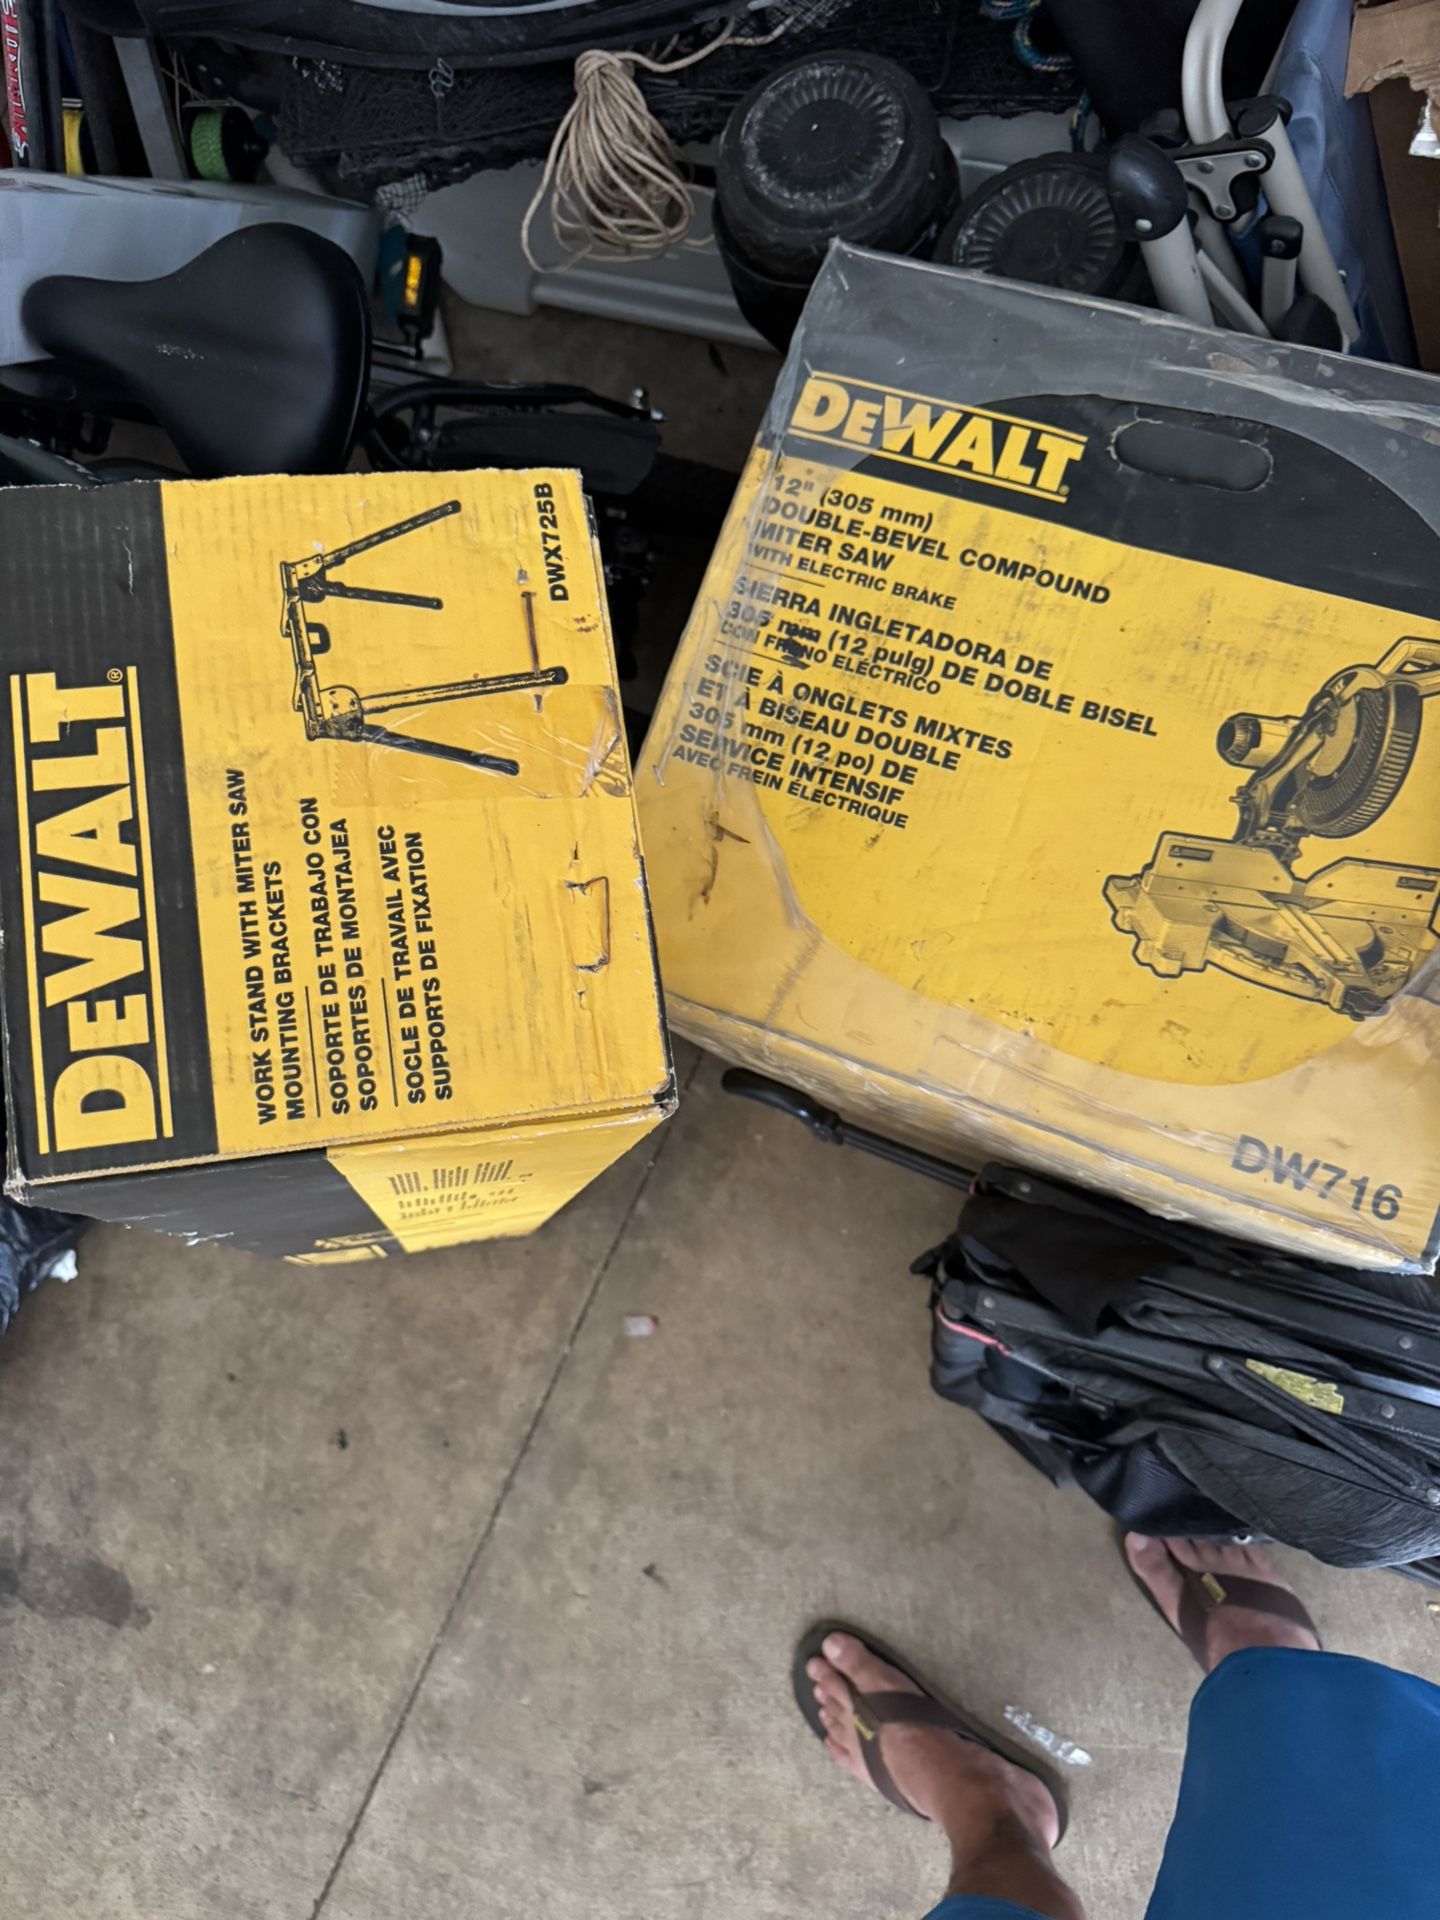 DEWALT®
WORK STAND WITH MITER SAW
MOUNTING BRACKETS
SOPORTE DE TRABAJO CON
SOPORTES DE MONTAJEA
SOCLE DE TRAVAIL AVEC
SUPPORTS DE FIXATION
DWX725B
DEWALT®
12" (305 mm)
DOUBLE-BEVEL COMPOUND
MITER SAW
WITH ELECTRIC BRAKE
SIERRA INGLETADORA DE
305 mm (12 pulg) DE DOBLE BISEL
CON FRENO ELÉCTRICO
SCIE À ONGLETS MIXTES
ET À BISEAU DOUBLE
305 mm (12 po) DE
SERVICE INTENSIF
AVEC FREIN ÉLECTRIQUE
DW716